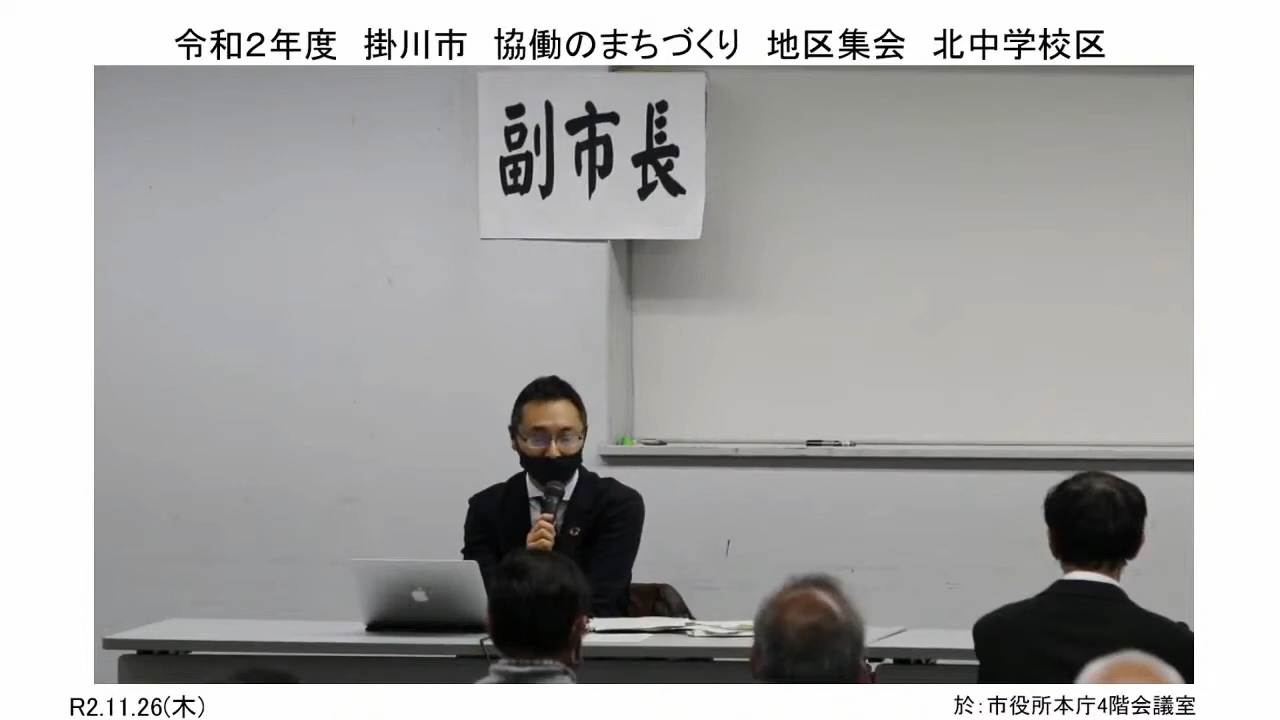 令和２年度　掛川市　協働のまちづくり　地区集会　北中学校区
副市長
R2.11.26(木)
於：市役所本庁4階会議室